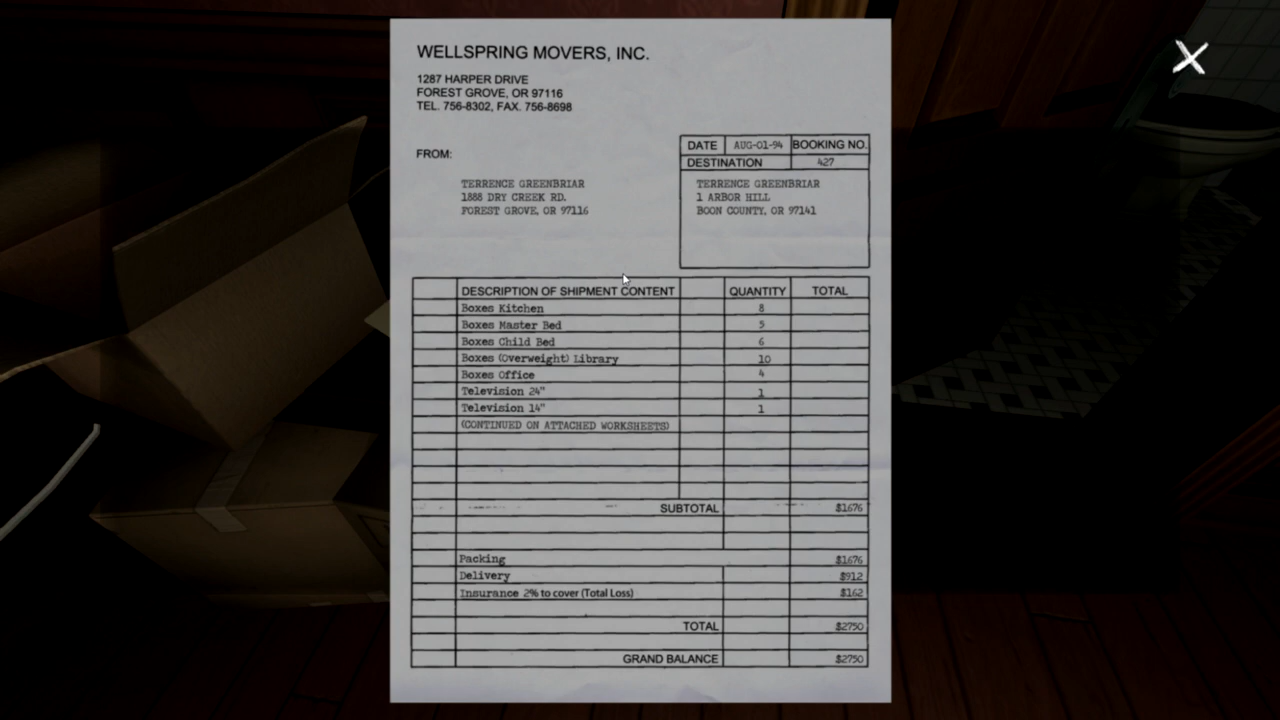 WELLSPRING MOVERS, INC.
1287 HARPER DRIVE
FOREST GROVE, OR 97116
TEL. 756-8302, FAX. 756-8698
DATE AUG-01-94 BOOKING NO.
FROM:
DESTINATION 427
TERRENCE GREENBRIAR
1888 DRY CREEK RD.
FOREST GROVE, OR 97116
TERRENCE GREENBRIAR
1 ARBOR HILL
BOON COUNTY, OR 97141
DESCRIPTION OF SHIPMENT CONTENT QUANTITY TOTAL
Boxes Kitchen 8
Boxes Master Bed 5
Boxes Child Bed 6
Boxes (Overweight) Library 10
Boxes Office 4
Television 24" 1
Television 14" 1
(CONTINUED ON ATTACHED WORKSHEETS)
SUBTOTAL $1676
Packing $1676
Delivery $912
Insurance 2% to cover (Total Loss) $162
TOTAL $2750
GRAND BALANCE $2750